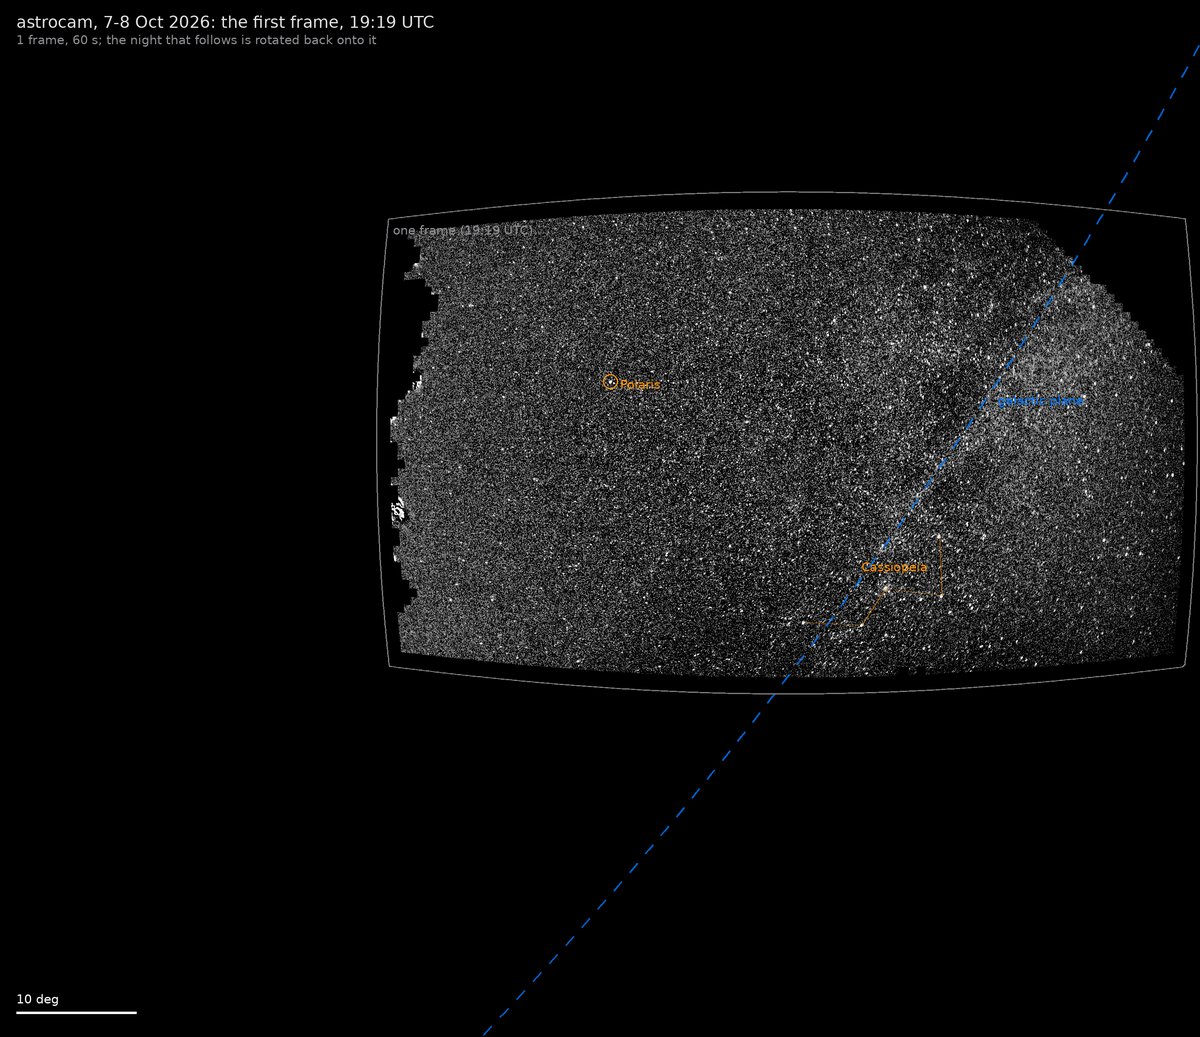 astrocam, 7-8 Oct 2026: the first frame, 19:19 UTC
1 frame, 60 s; the night that follows is rotated back onto it
one frame (19:19 UTC)
Polaris
galactic plane
Cassiopeia
10 deg